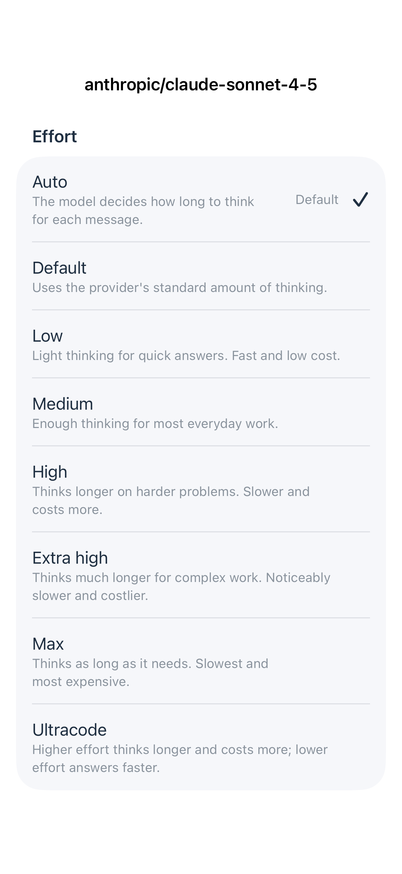 anthropic/claude-sonnet-4-5
Effort
Auto
The model decides how long to think
for each message.
Default
Default
Uses the provider's standard amount of thinking.
Low
Light thinking for quick answers. Fast and low cost.
Medium
Enough thinking for most everyday work.
High
Thinks longer on harder problems. Slower and
costs more.
Extra high
Thinks much longer for complex work. Noticeably
slower and costlier.
Max
Thinks as long as it needs. Slowest and
most expensive.
Ultracode
Higher effort thinks longer and costs more; lower
effort answers faster.